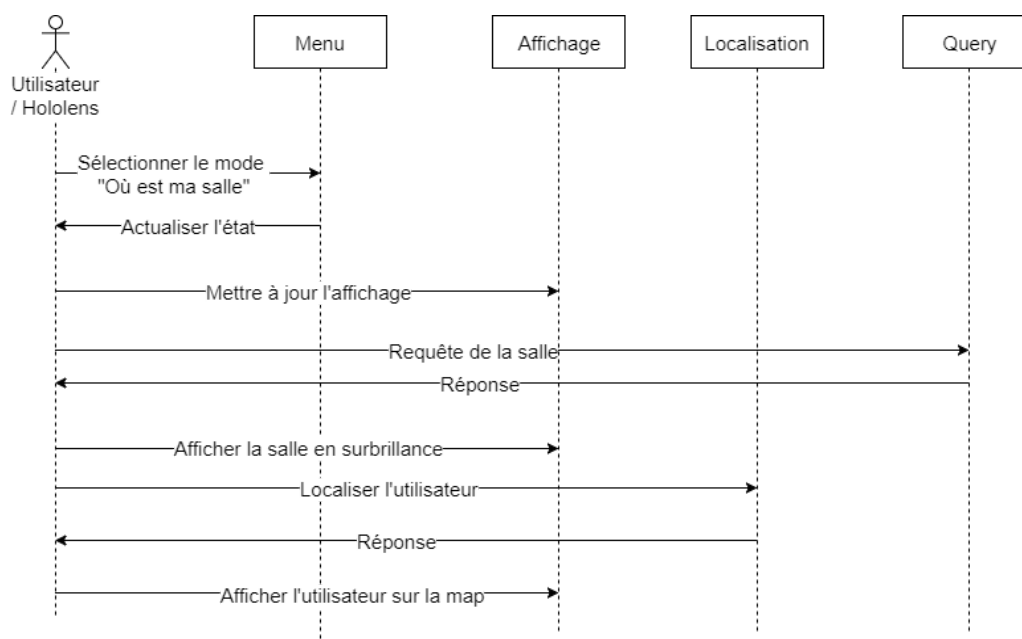 Menu
Affichage
Localisation
Query
Utilisateur
/ Hololens
Sélectionner le mode
"Où est ma salle"
Actualiser l'état
Mettre à jour l'affichage
Requête de la salle
Réponse
Afficher la salle en surbrillance
Localiser l'utilisateur
Réponse
Afficher l'utilisateur sur la map